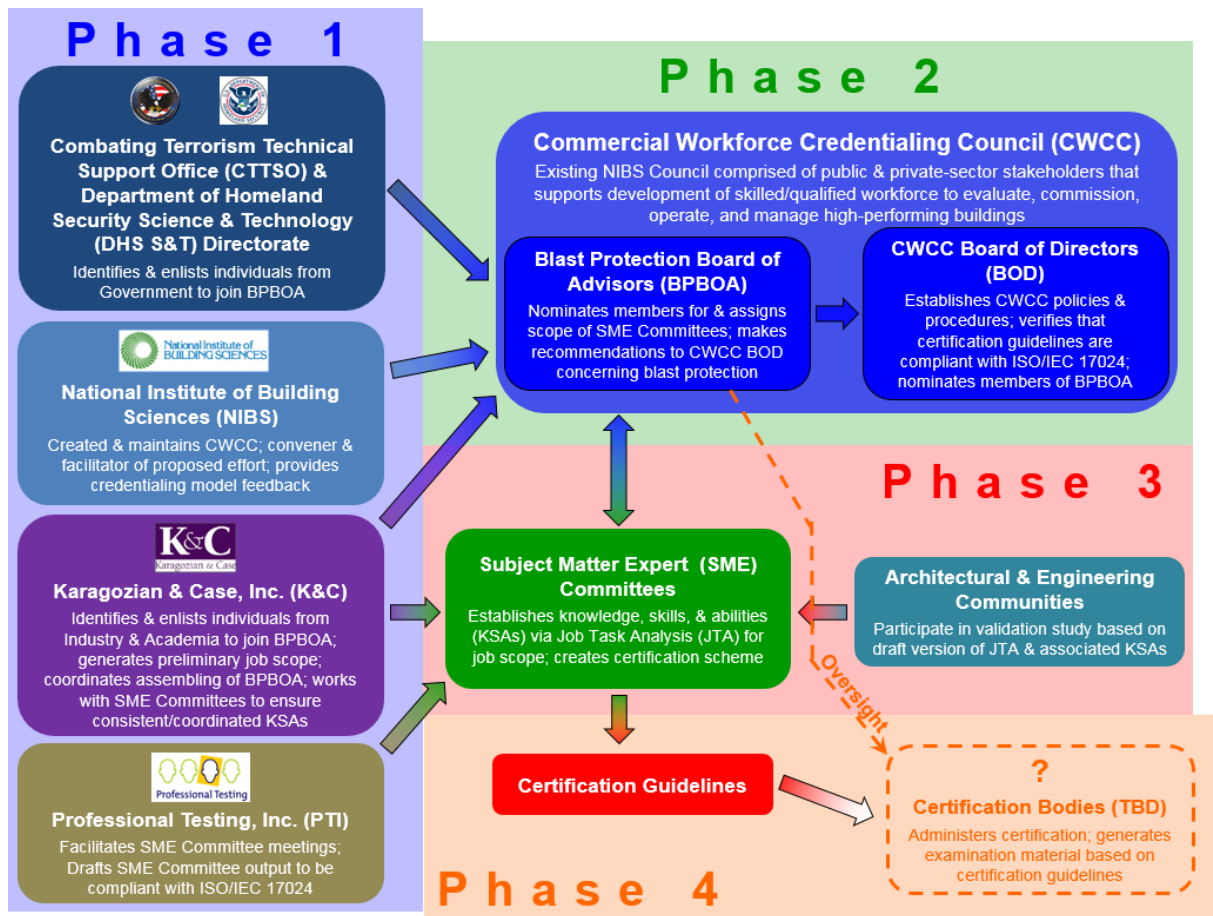 Phase 1
Combating Terrorism Technical
Support Office (CTTSO) &
Department of Homeland
Security Science & Technology
(DHS S&T) Directorate
Identifies & enlists individuals from
Government to join BPBOA
National Institute of
BUILDING SCIENCES
National Institute of Building
Sciences (NIBS)
Created & maintains CWCC; convener &
facilitator of proposed effort; provides
credentialing model feedback
K&C
Karagozian & Case
Karagozian & Case, Inc. (K&C)
Identifies & enlists individuals from
Industry & Academia to join BPBOA;
generates preliminary job scope;
coordinates assembling of BPBOA; works
with SME Committees to ensure
consistent/coordinated KSAs
Professional Testing
Professional Testing, Inc. (PTI)
Facilitates SME Committee meetings;
Drafts SME Committee output to be
compliant with ISO/IEC 17024
Phase 2
Commercial Workforce Credentialing Council (CWCC)
Existing NIBS Council comprised of public & private-sector stakeholders that
supports development of skilled/qualified workforce to evaluate, commission,
operate, and manage high-performing buildings
Blast Protection Board of
Advisors (BPBOA)
Nominates members for & assigns
scope of SME Committees; makes
recommendations to CWCC BOD
concerning blast protection
CWCC Board of Directors
(BOD)
Establishes CWCC policies &
procedures; verifies that
certification guidelines are
compliant with ISO/IEC 17024;
nominates members of BPBOA
Phase 3
Subject Matter Expert (SME)
Committees
Establishes knowledge, skills, & abilities
(KSAs) via Job Task Analysis (JTA) for
job scope; creates certification scheme
Architectural & Engineering
Communities
Participate in validation study based on
draft version of JTA & associated KSAs
Oversight
Certification Guidelines
?
Certification Bodies (TBD)
Administers certification; generates
examination material based on
certification guidelines
Phase 4